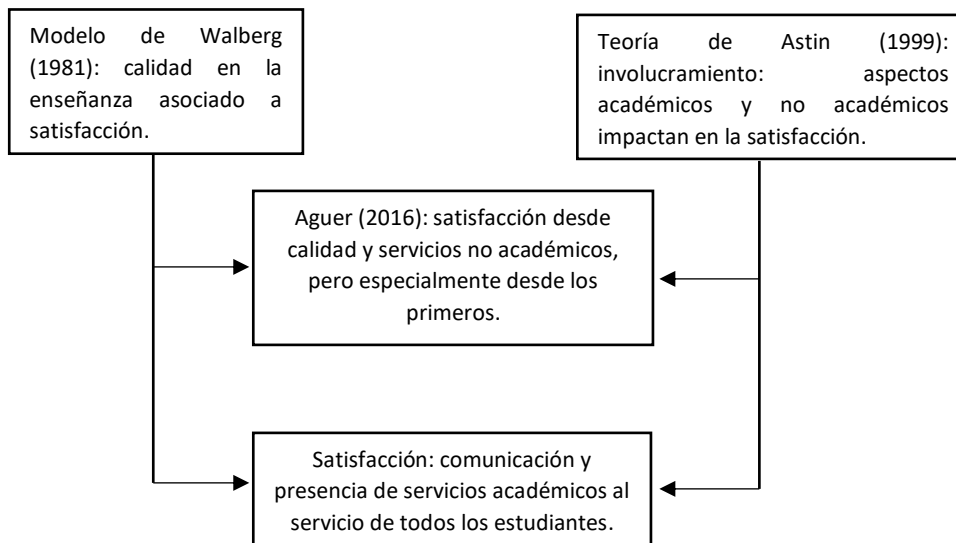 Modelo de Walberg
(1981): calidad en la
enseñanza asociado a
satisfacción.
Teoría de Astin (1999):
involucramiento: aspectos
académicos y no académicos
impactan en la satisfacción.
Aguer (2016): satisfacción desde
calidad y servicios no académicos,
pero especialmente desde los
primeros.
Satisfacción: comunicación y
presencia de servicios académicos al
servicio de todos los estudiantes.